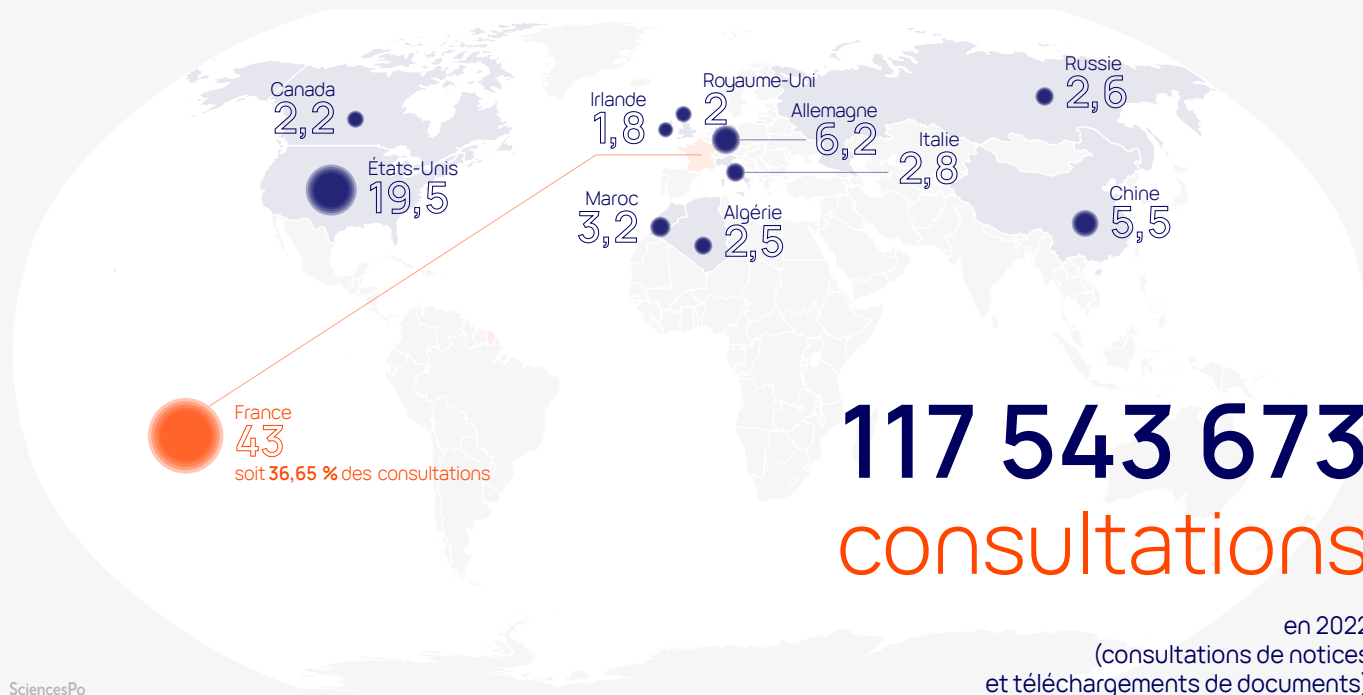 Canada
2,2
États-Unis
19,5
Irlande
1,8
Royaume-Uni
2
Allemagne
6,2
Italie
2,8
Russie
2,6
Maroc
3,2
Algérie
2,5
Chine
5,5
France
43
soit 36,65 % des consultations
117 543 673
consultations
en 2022
(consultations de notices
et téléchargements de documents)
SciencesPo